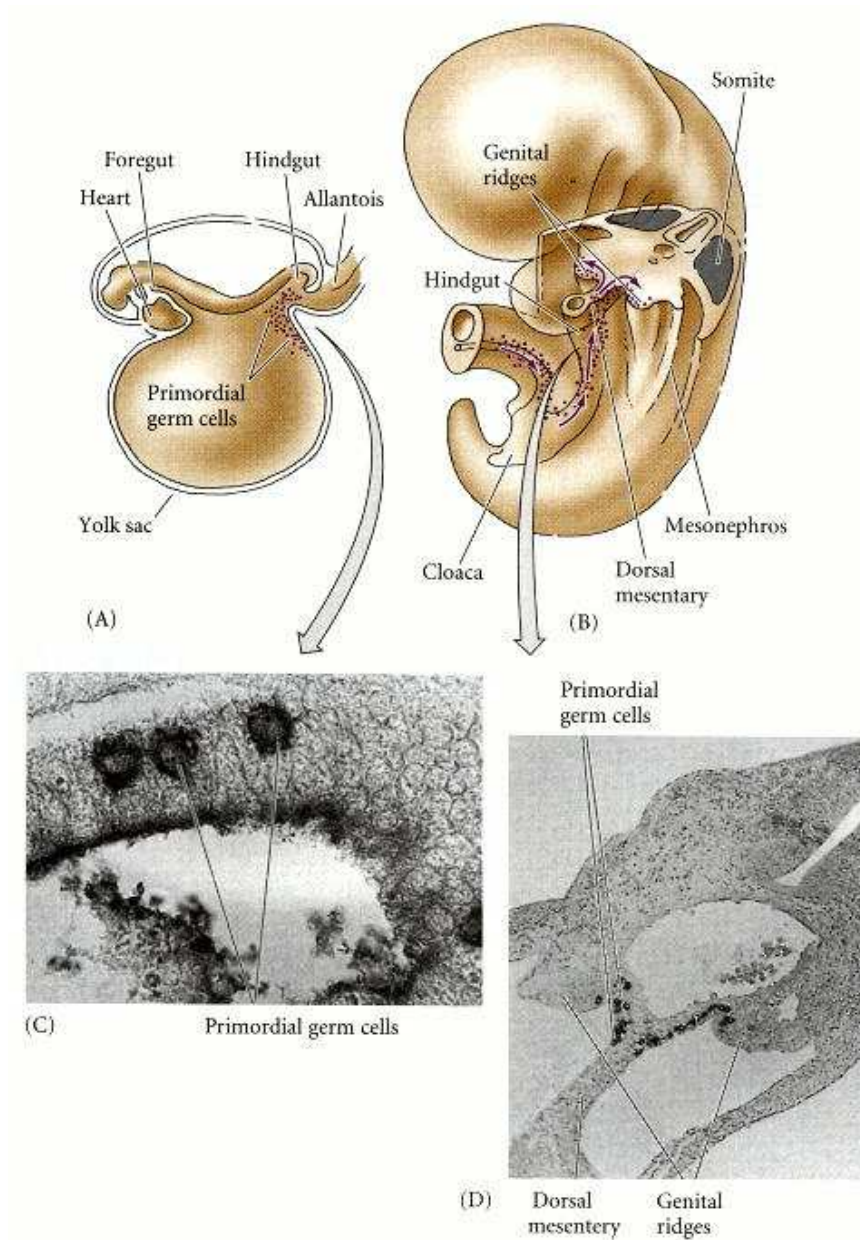 Somite
Genital
ridges
Foregut
Hindgut
Heart
Allantois
Hindgut
Primordial
germ cells
Yolk sac
Mesonephros
Cloaca
Dorsal
mesentary
(A)
(B)
Primordial
germ cells
(C)
Primordial germ cells
(D)
Dorsal
mesentery
Genital
ridges